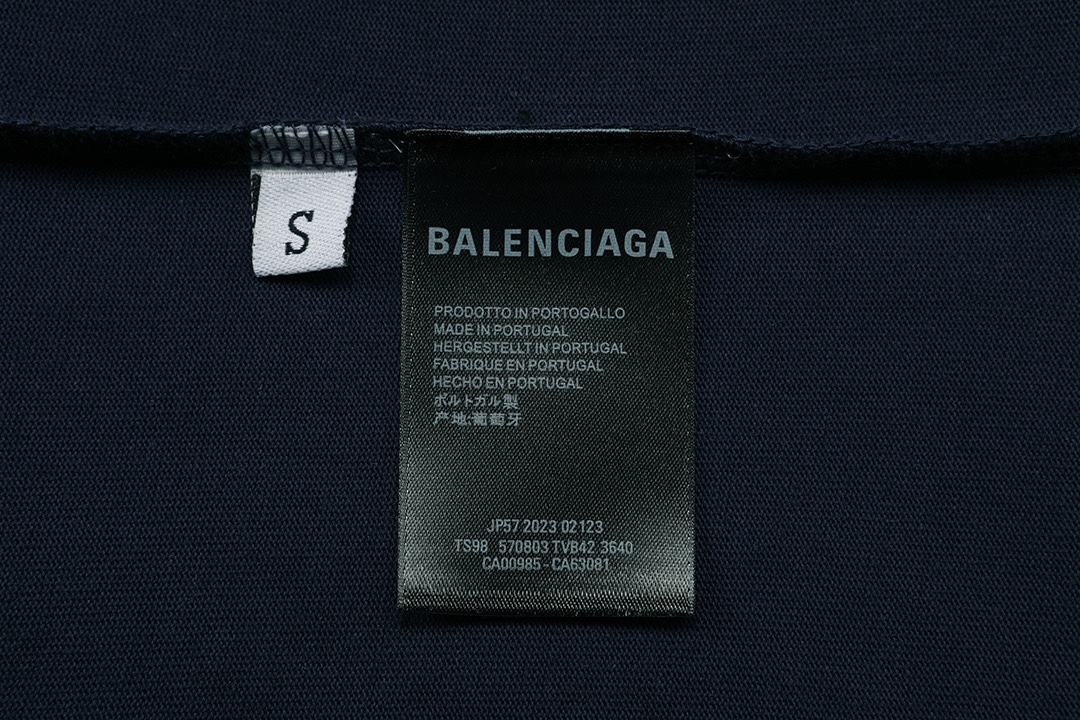 S
BALENCIAGA
PRODOTTO IN PORTOGALLO
MADE IN PORTUGAL
HERGESTELLT IN PORTUGAL
FABRIQUE EN PORTUGAL
HECHO EN PORTUGAL
ポルトガル製
产地:葡萄牙
JP57 2023 02123
TS98 570803 TVB42 3640
CA00985 - CA63081